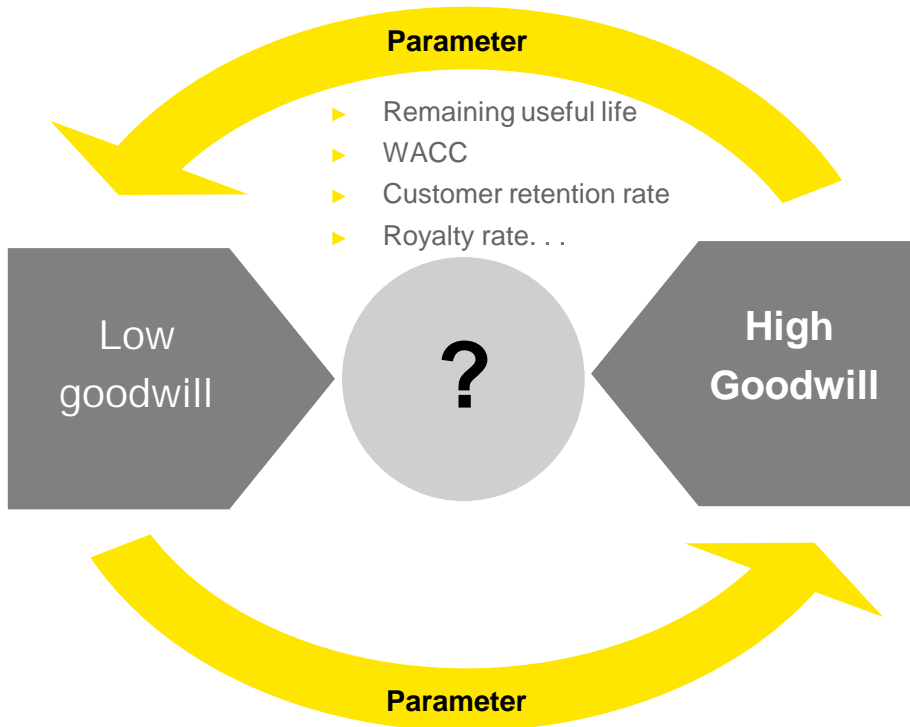 Parameter
► Remaining useful life
► WACC
► Customer retention rate
► Royalty rate. . .
Low
goodwill
?
High
Goodwill
Parameter